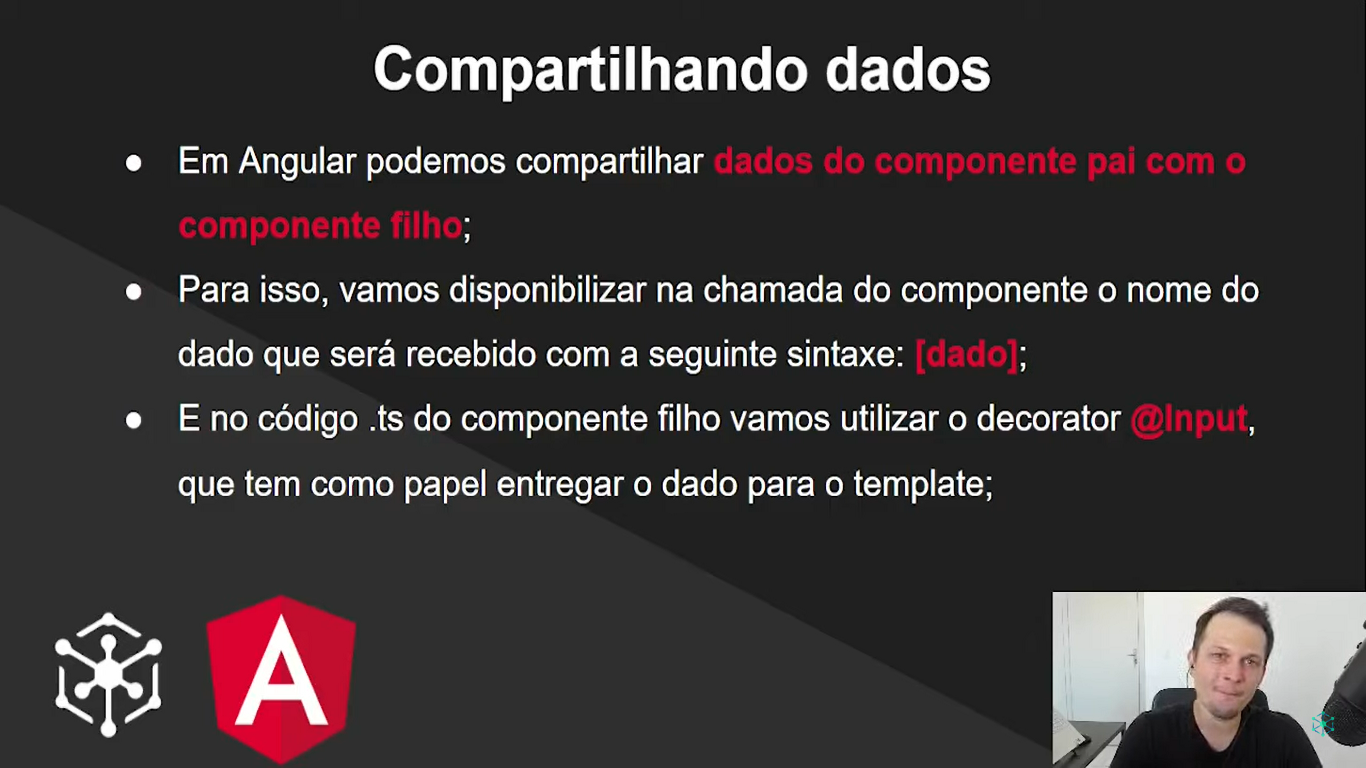 Compartilhando dados
● Em Angular podemos compartilhar dados do componente pai com o
componente filho;
● Para isso, vamos disponibilizar na chamada do componente o nome do
dado que será recebido com a seguinte sintaxe: [dado];
● E no código .ts do componente filho vamos utilizar o decorator @Input,
que tem como papel entregar o dado para o template;
A